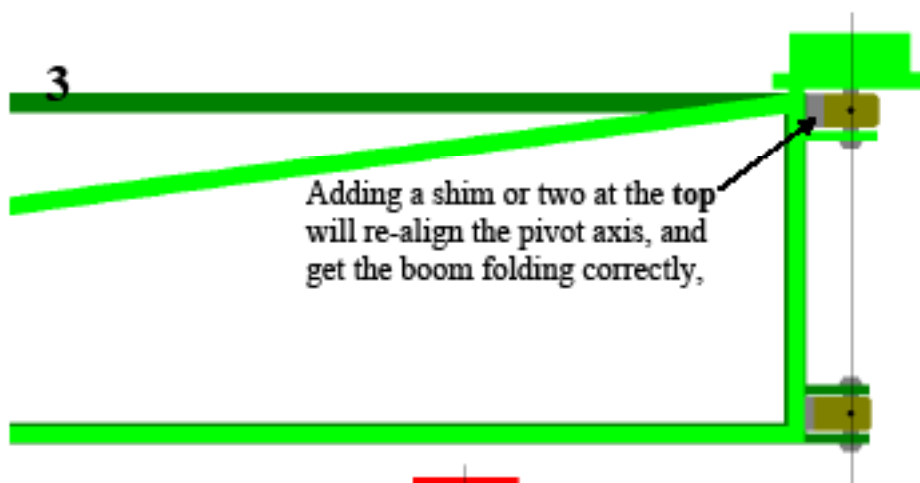 3
Adding a shim or two at the top
will re-align the pivot axis, and
get the boom folding correctly,